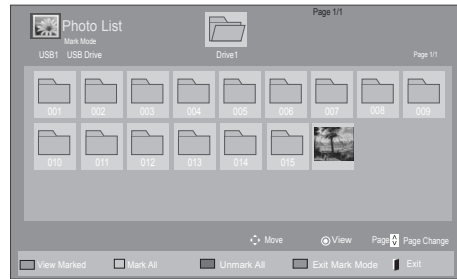 Page 1/1
Photo List
Mark Mode
USB1 USB Drive Drive1 Page 1/1
001 002 003 004 005 006 007 008 009
010 011 012 013 014 015
Move View Page Page Change
View Marked Mark All Unmark All Exit Mark Mode Exit